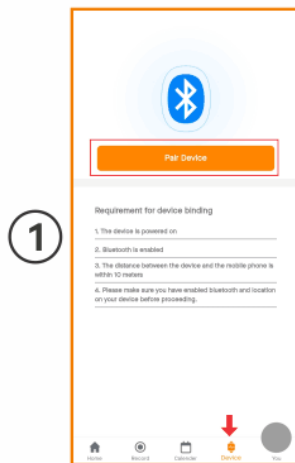 Pair Device
1
Requirement for device binding
1. The device is powered on
2. Bluetooth is enabled
3. The distance between the device and the mobile phone is
within 10 meters
4. Please make sure you have enabled bluetooth and location
on your device before proceeding.
Home Record Calender Device You